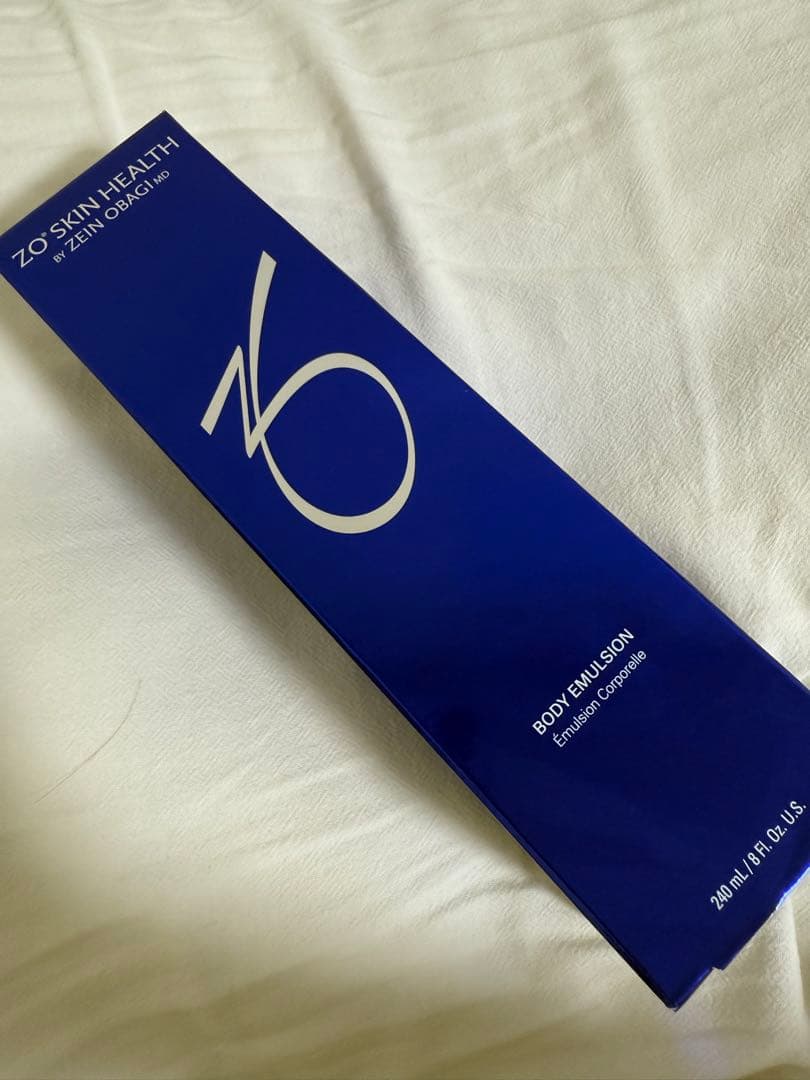 ZO® SKIN HEALTH
BY ZEIN OBAGI MD
ZO
BODY EMULSION
Émulsion Corporelle
240 mL / 8 Fl. Oz. U.S.